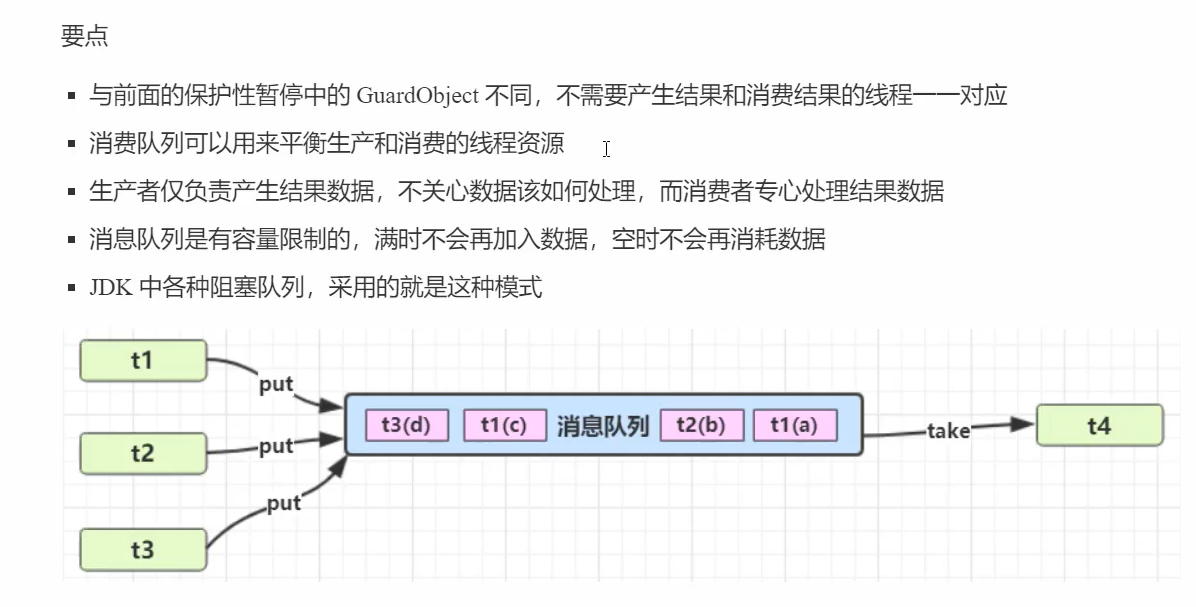 要点
与前面的保护性暂停中的 GuardObject 不同，不需要产生结果和消费结果的线程一一对应
消费队列可以用来平衡生产和消费的线程资源
生产者仅负责产生结果数据，不关心数据该如何处理，而消费者专心处理结果数据
消息队列是有容量限制的，满时不会再加入数据，空时不会再消耗数据
JDK 中各种阻塞队列，采用的就是这种模式
t1
put
t3(d) t1(c) 消息队列 t2(b) t1(a)
take
t4
t2
put
put
t3